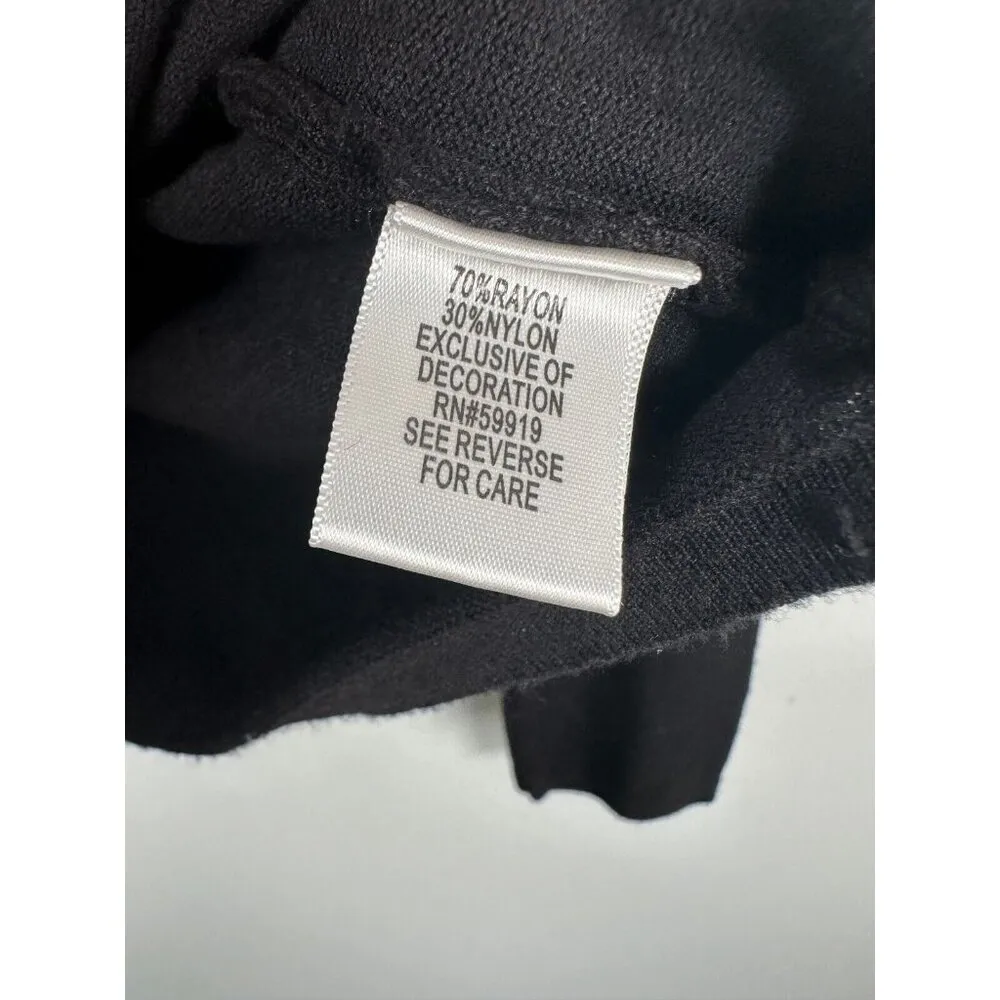 70%RAYON
30%NYLON
EXCLUSIVE OF
DECORATION
RN#59919
SEE REVERSE
FOR CARE